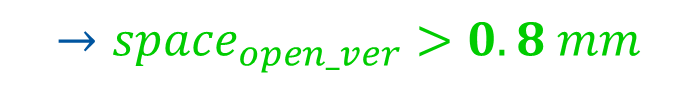 → space_open_ver > 0.8 mm